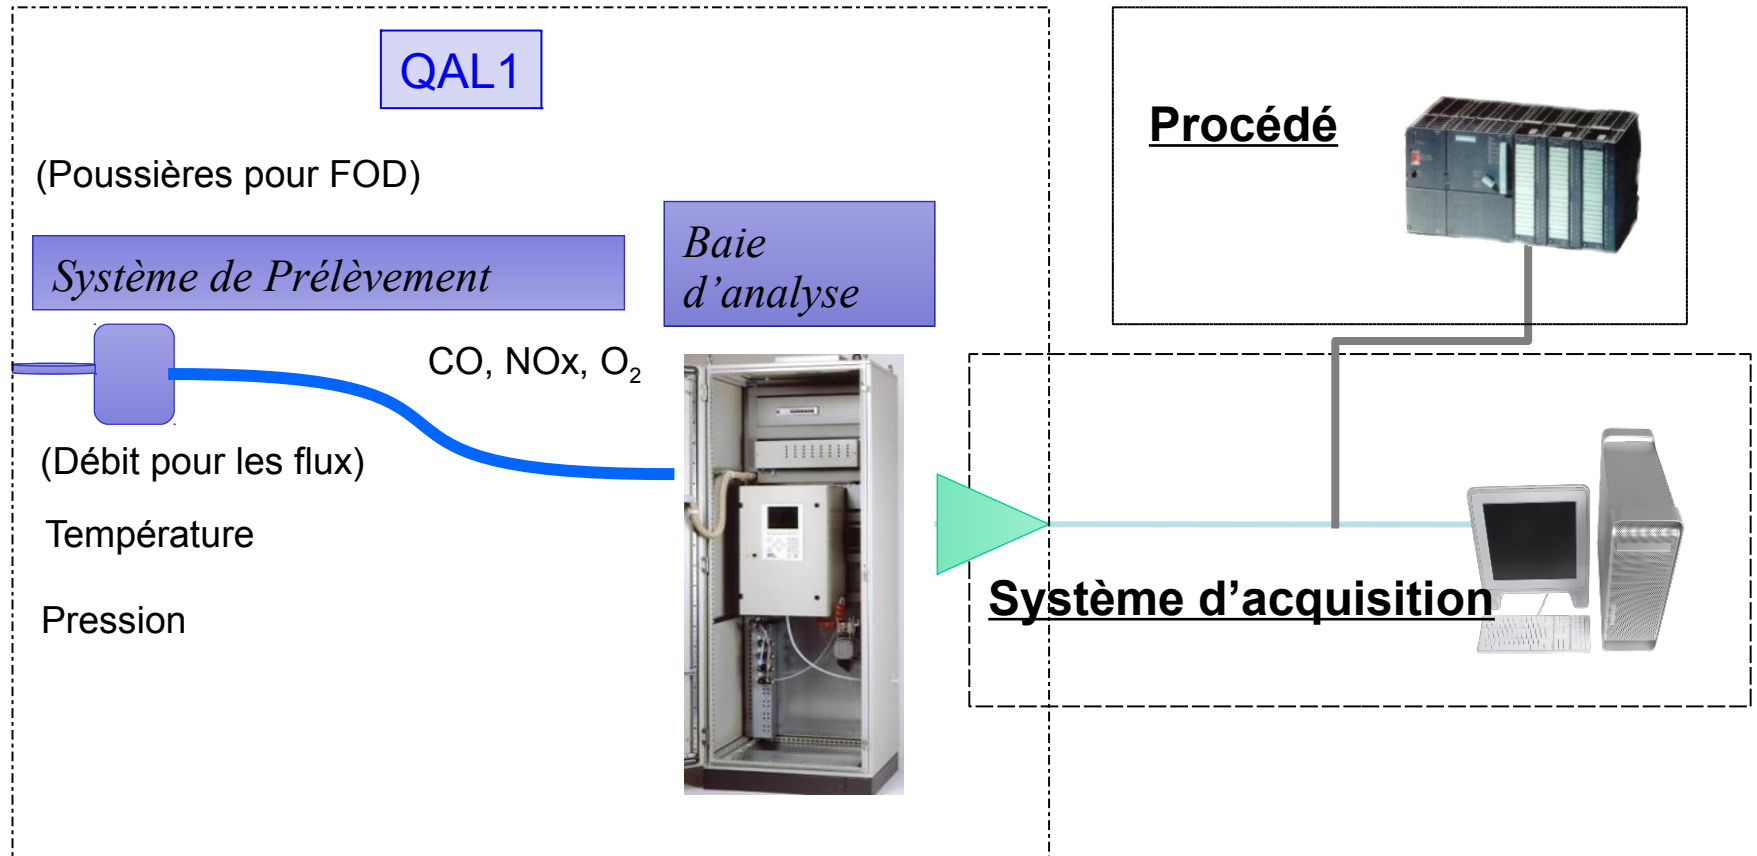 QAL1
Procédé
(Poussières pour FOD)
Système de Prélèvement
Baie
d’analyse
CO, NOx, O2
(Débit pour les flux)
Température
Pression
Système d’acquisition